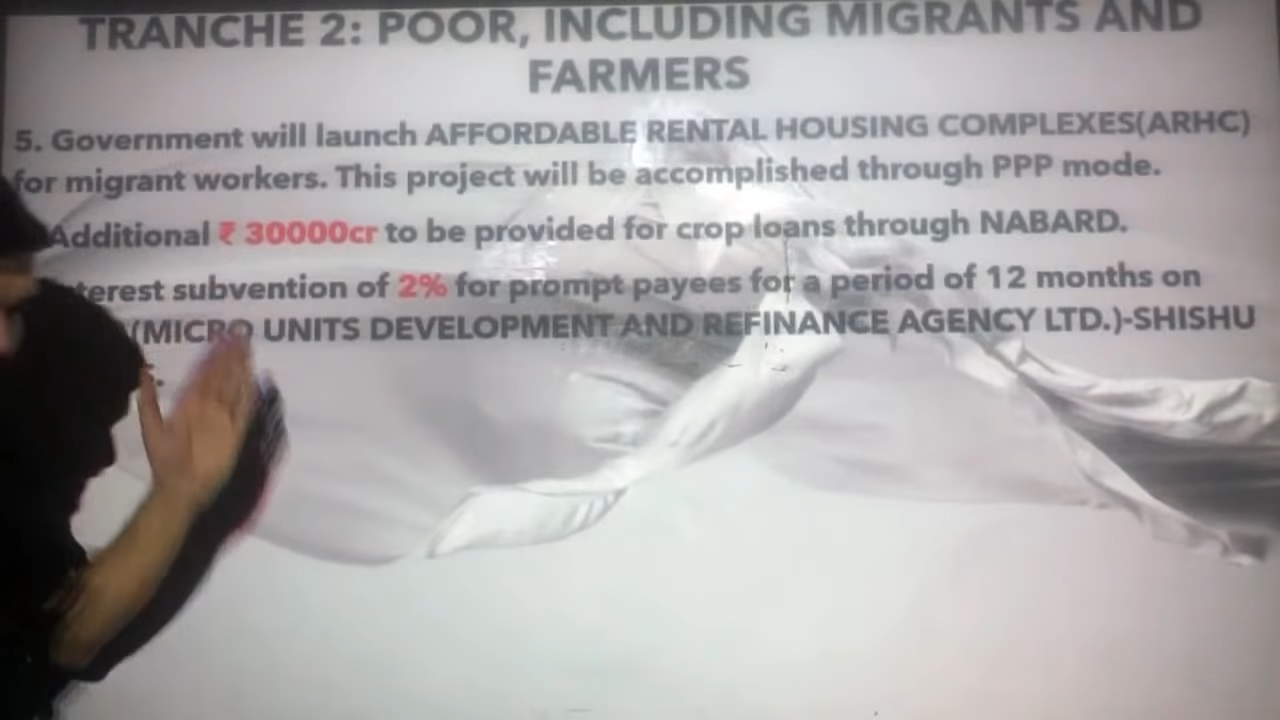 TRANCHE 2: POOR, INCLUDING MIGRANTS AND
FARMERS
5. Government will launch AFFORDABLE RENTAL HOUSING COMPLEXES(ARHC)
for migrant workers. This project will be accomplished through PPP mode.
Additional ₹ 30000cr to be provided for crop loans through NABARD.
terest subvention of 2% for prompt payees for a period of 12 months on
(MICRO UNITS DEVELOPMENT AND REFINANCE AGENCY LTD.)-SHISHU